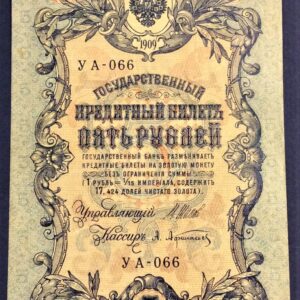 1909
УА-066
ГОСУДАРСТВЕННЫЙ
КРЕДИТНЫЙ БИЛЕТЪ
ПЯТЬ РУБЛЕЙ
ГОСУДАРСТВЕННЫЙ БАНКЪ РАЗМѢНИВАЕТЪ
КРЕДИТНЫЕ БИЛЕТЫ НА ЗОЛОТУЮ МОНЕТУ
БЕЗЪ ОГРАНИЧЕНІЯ СУММЫ
(1 РУБЛЬ = 1/15 ИМПЕРІАЛА, СОДЕРЖИТЪ
17,424 ДОЛЕЙ ЧИСТАГО ЗОЛОТА).
Управляющій
Кассиръ
УА-066